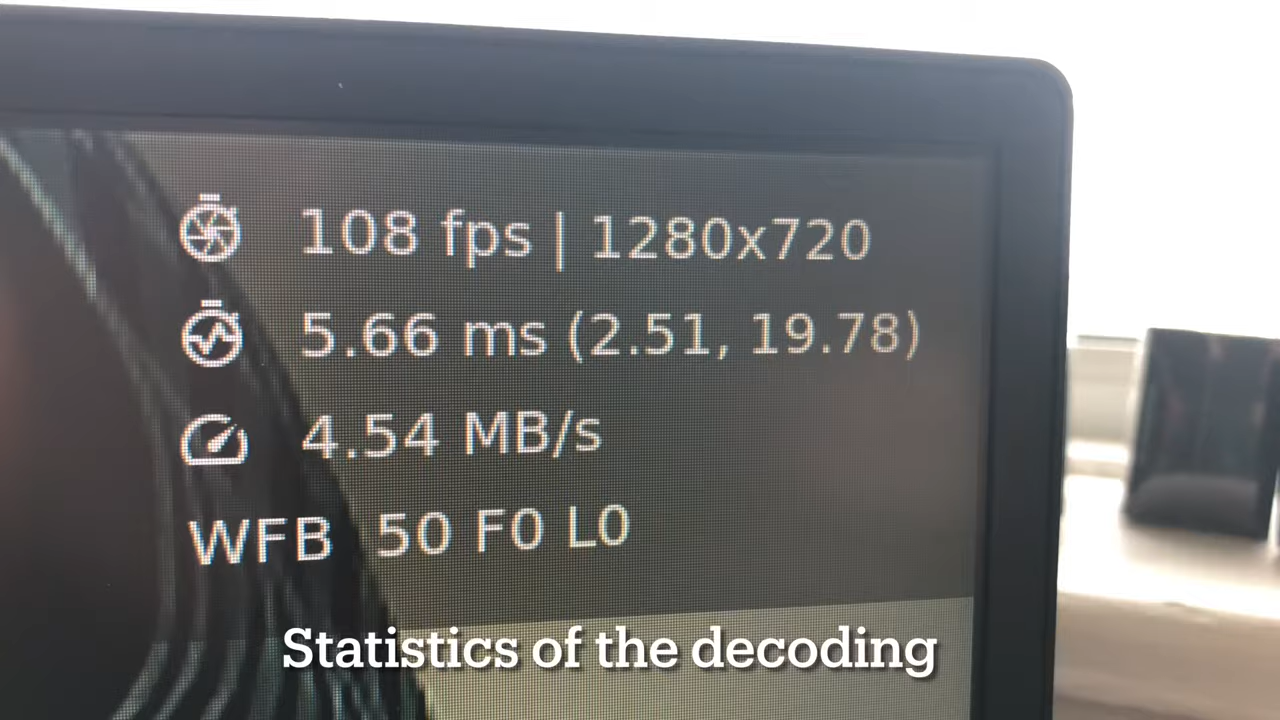 108 fps | 1280x720
5.66 ms (2.51, 19.78)
4.54 MB/s
WFB 50 F0 L0
Statistics of the decoding